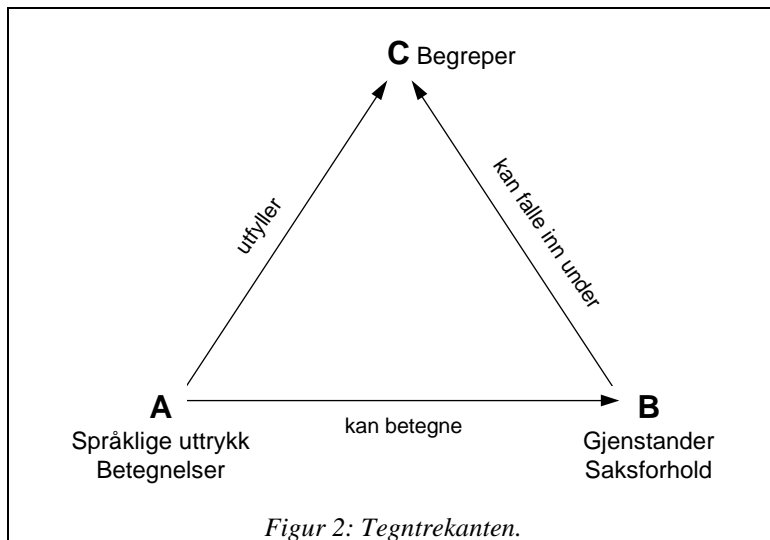 C Begreper
utfyller
kan falle inn under
A
B
kan betegne
Språklige uttrykk
Betegnelser
Gjenstander
Saksforhold
Figur 2: Tegntrekanten.